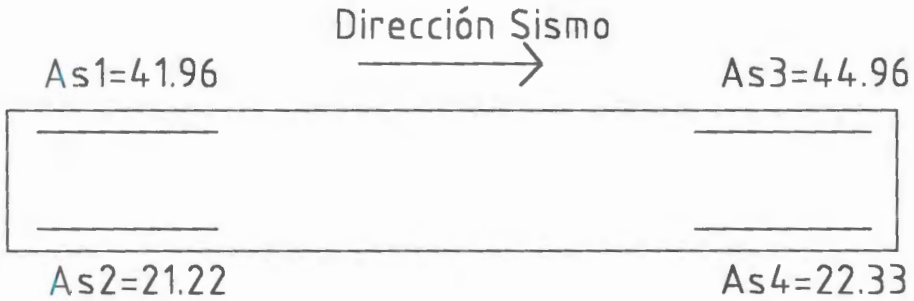 Dirección Sismo
As1=41.96
As3=44.96
As2=21.22
As4=22.33